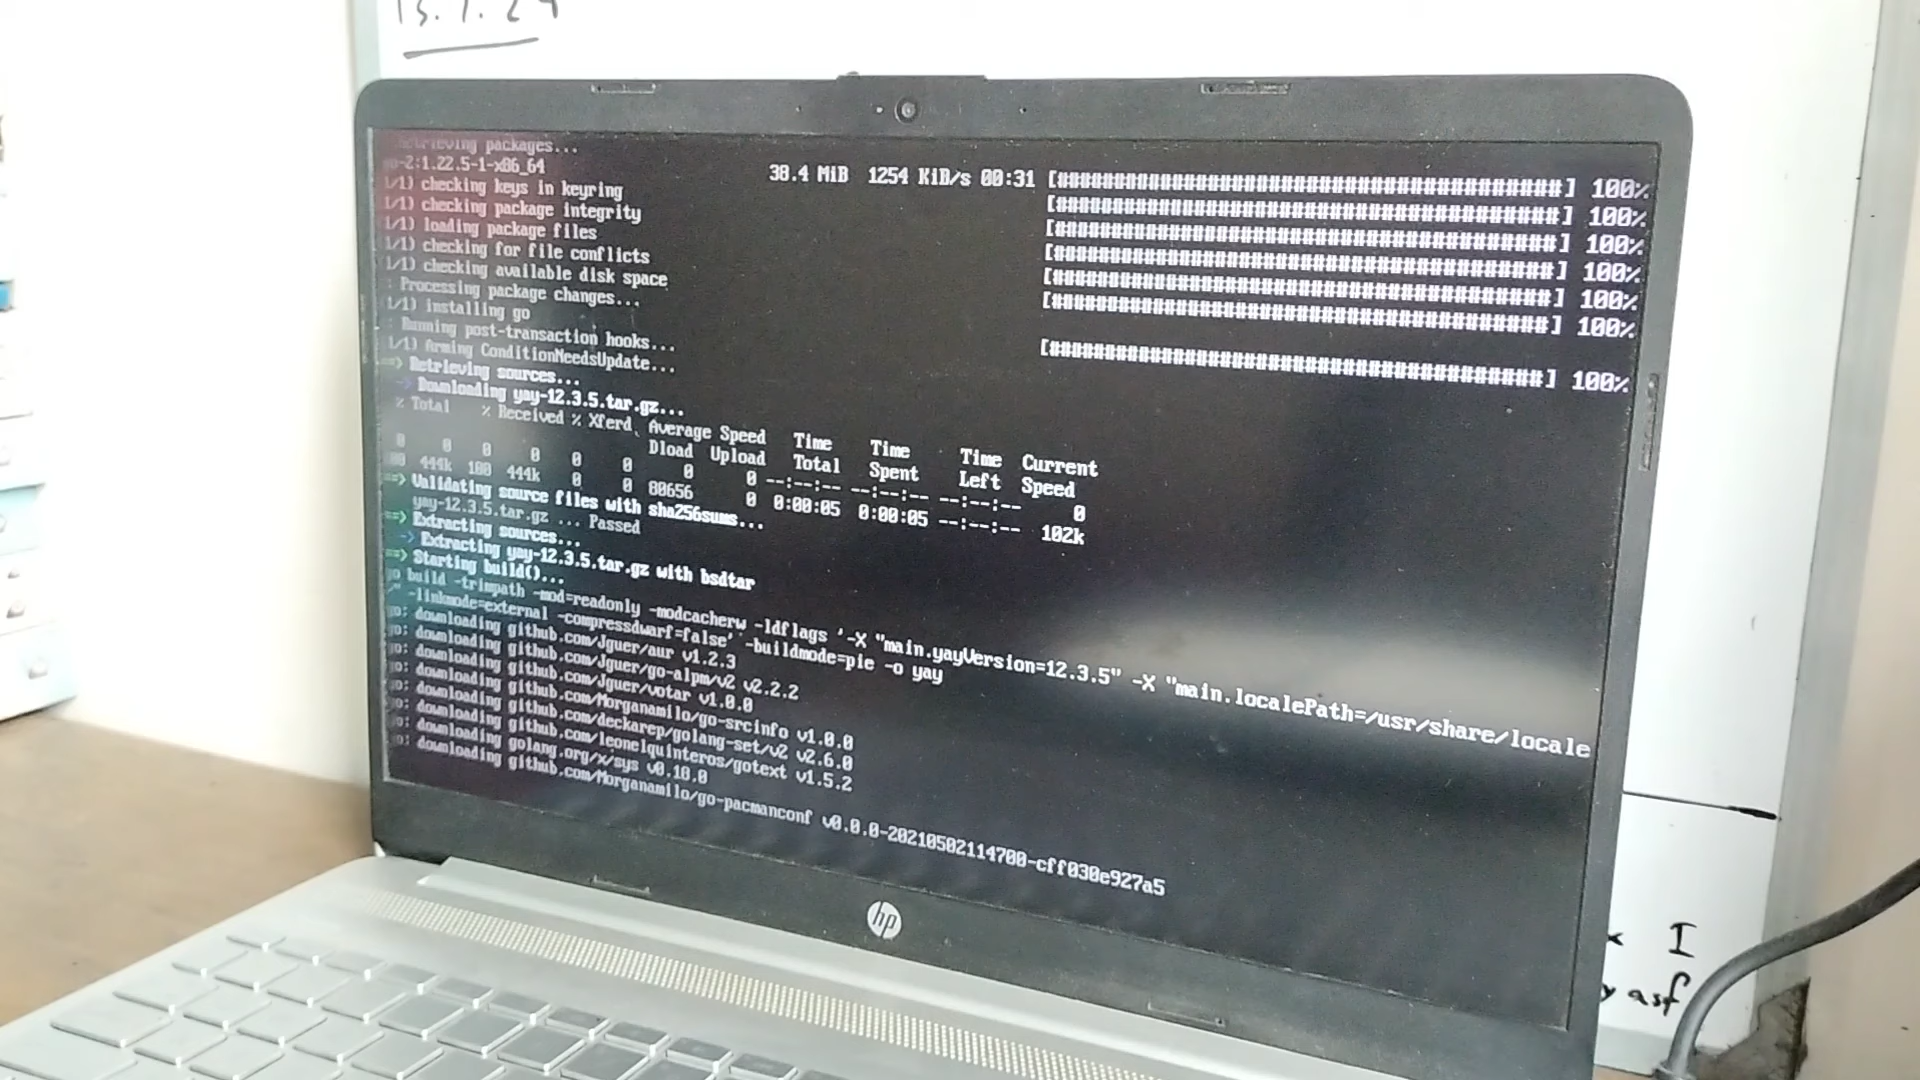 15.7.24
Retrieving packages...
go-2:1.22.5-1-x86_64 38.4 MiB 1254 KiB/s 00:31 [####################################] 100%
(1/1) checking keys in keyring [####################################] 100%
(1/1) checking package integrity [####################################] 100%
(1/1) loading package files [####################################] 100%
(1/1) checking for file conflicts [####################################] 100%
(1/1) checking available disk space [####################################] 100%
: Processing package changes...
(1/1) installing go [####################################] 100%
: Running post-transaction hooks...
(1/1) Arming ConditionNeedsUpdate...
==> Retrieving sources...
-> Downloading yay-12.3.5.tar.gz...
% Total % Received % Xferd Average Speed Time Time Time Current
Dload Upload Total Spent Left Speed
0 0 0 0 0 0 0 0 --:--:-- --:--:-- --:--:-- 0
100 444k 100 444k 0 0 80656 0 0:00:05 0:00:05 --:--:-- 102k
==> Validating source files with sha256sums...
yay-12.3.5.tar.gz ... Passed
==> Extracting sources...
-> Extracting yay-12.3.5.tar.gz with bsdtar
==> Starting build()...
go build -trimpath -mod=readonly -modcacherw -ldflags '-X "main.yayVersion=12.3.5" -X "main.localePath=/usr/share/locale
/" -linkmode=external -compressdwarf=false' -buildmode=pie -o yay
go: downloading github.com/Jguer/aur v1.2.3
go: downloading github.com/Jguer/go-alpm/v2 v2.2.2
go: downloading github.com/Jguer/votar v1.0.0
go: downloading github.com/Morganamilo/go-srcinfo v1.0.0
go: downloading github.com/deckarep/golang-set/v2 v2.6.0
go: downloading github.com/leonelquinteros/gotext v1.5.2
go: downloading golang.org/x/sys v0.10.0
go: downloading github.com/Morganamilo/go-pacmanconf v0.0.0-20210502114700-cff030e927a5
hp
I
yasf